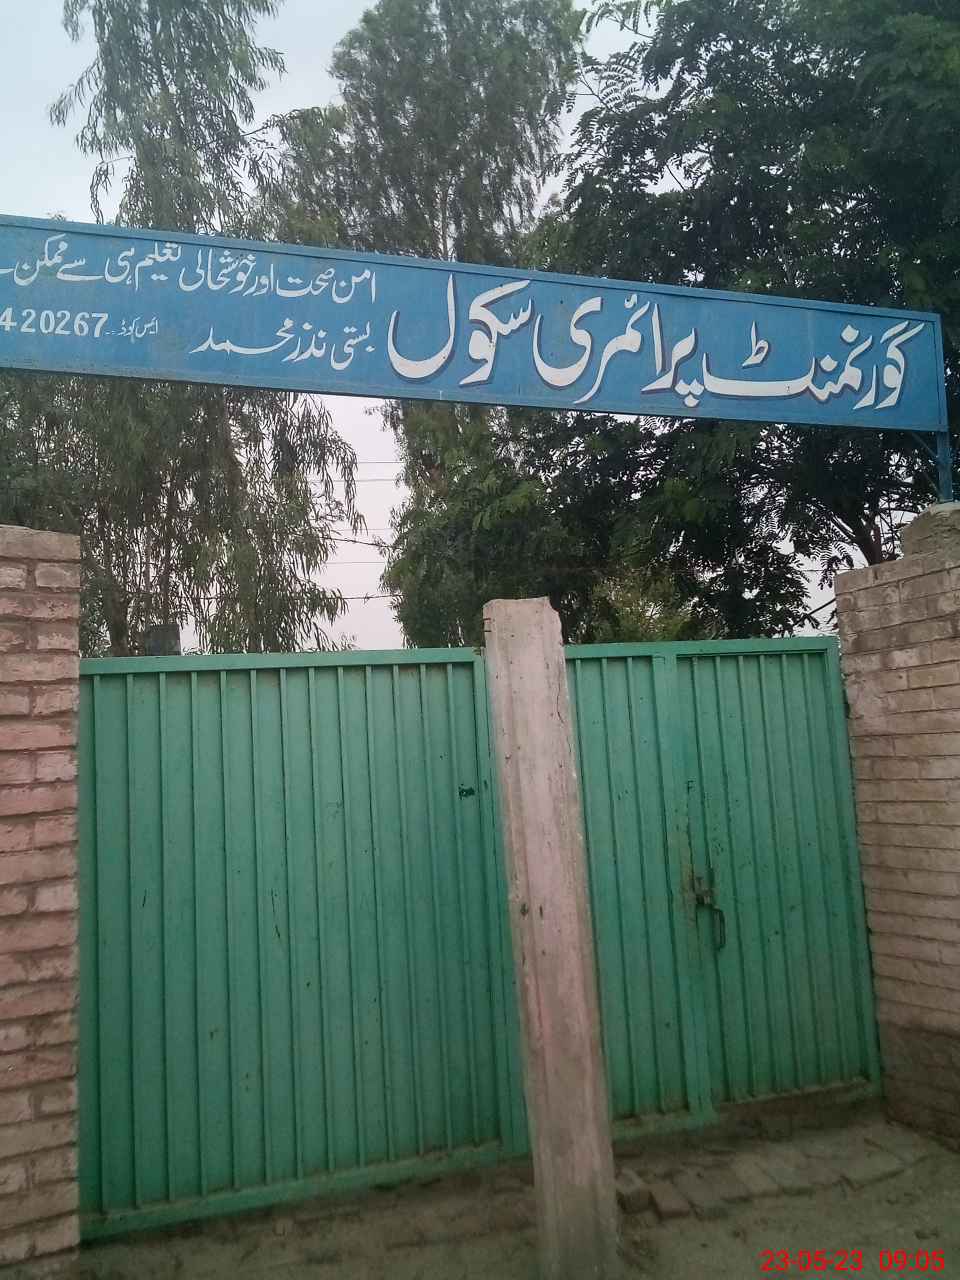 گورنمنٹ پرائمری سکول
امن صحت اور خوشحالی تعلیم ہی سے ممکن
بستی نذر محمد
ایس کوڈ...420267
23-05-23 09:05